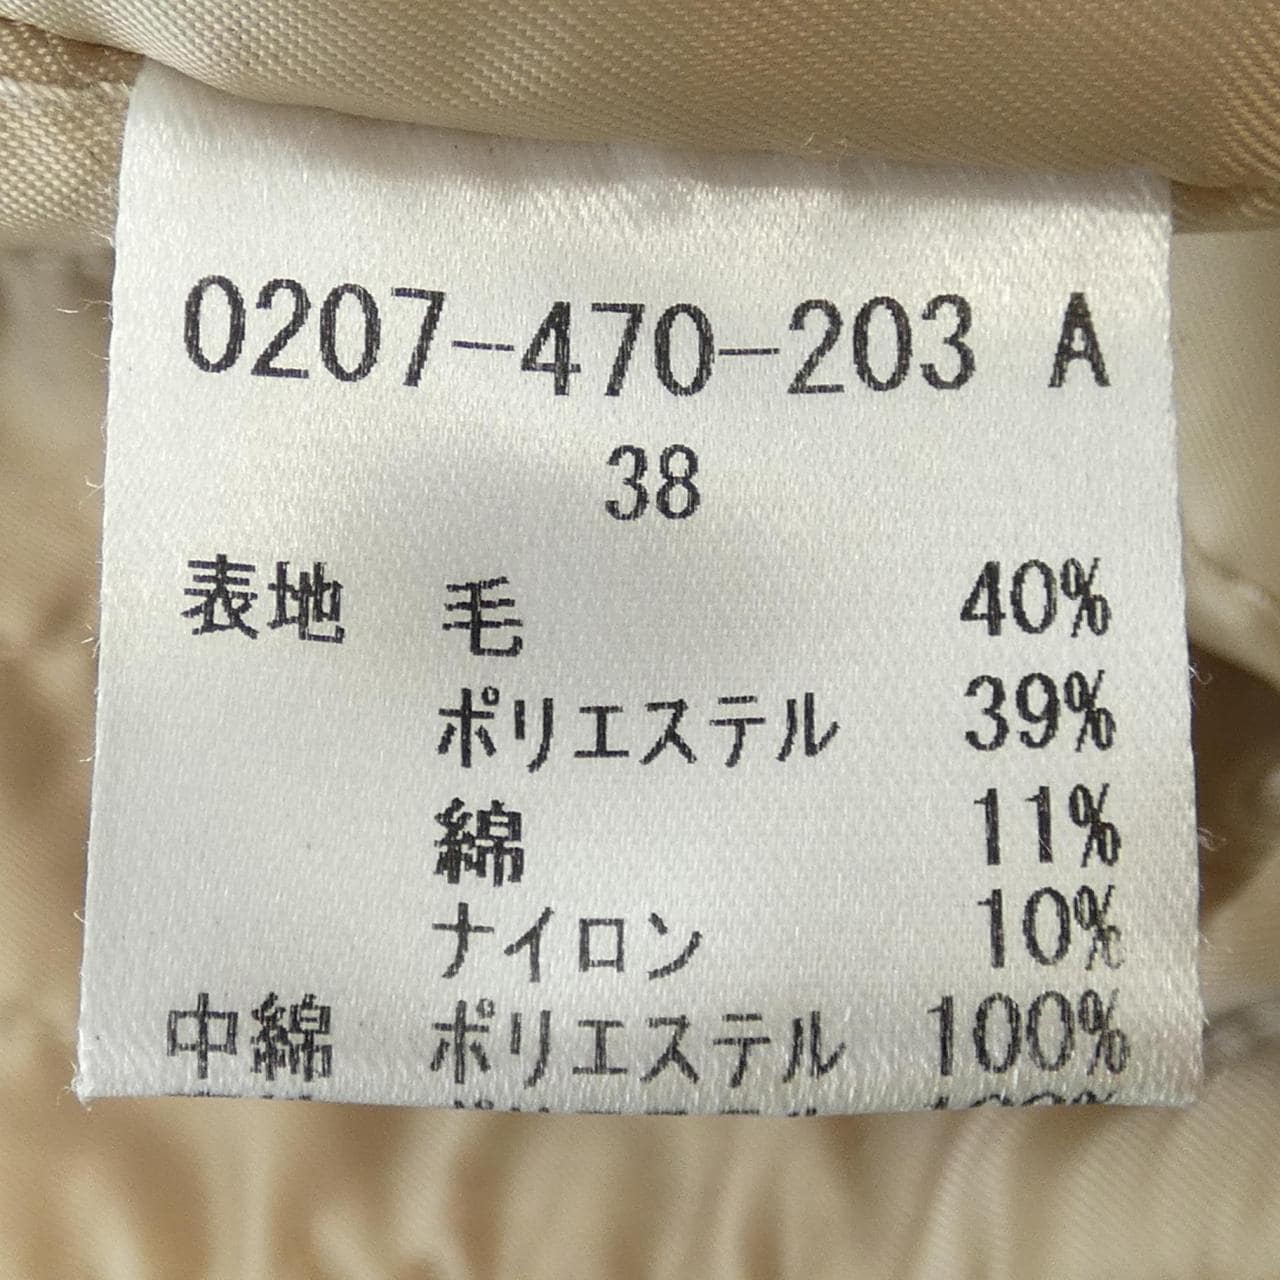 0207-470-203 A
38
表地 毛 40%
ポリエステル 39%
綿 11%
ナイロン 10%
中綿 ポリエステル 100%